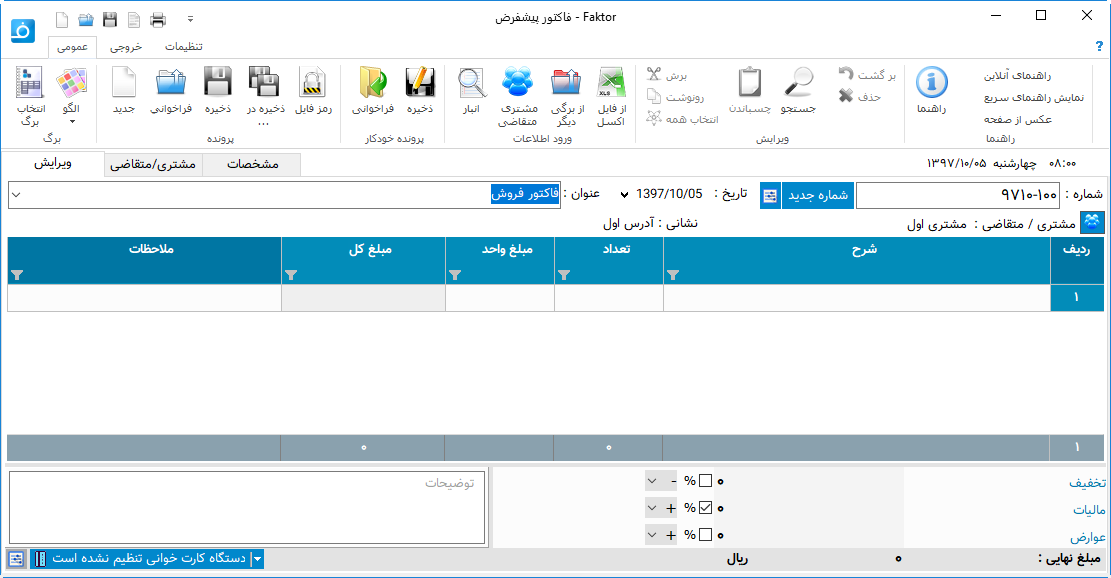 فاکتور پیشفرض - Faktor
عمومی خروجی تنظیمات
?
انتخاب برگ
الگو
برگ
جدید
فراخوانی
ذخیره
ذخیره در ...
رمز فایل
پرونده
فراخوانی
ذخیره
پرونده خودکار
انبار
مشتری متقاضی
از برگی دیگر
از فایل اکسل
XLS
ورود اطلاعات
برش
رونوشت
انتخاب همه
چسباندن
جستجو
بر گشت
حذف
ویرایش
راهنما
راهنمای آنلاین
نمایش راهنمای سریع
عکس از صفحه
راهنما
ویرایش مشتری/متقاضی مشخصات
۰۸:۰۰ چهارشنبه ۱۳۹۷/۱۰/۰۵
شماره : ۹۷۱۰-۱۰۰ شماره جدید تاریخ : 1397/10/05 عنوان : فاکتور فروش
مشتری / متقاضی : مشتری اول نشانی : آدرس اول
ردیف شرح تعداد مبلغ واحد مبلغ کل ملاحظات
۱
۱ ۰ ۰
تخفیف ۰ % -
مالیات ۰ % +
عوارض ۰ % +
توضیحات
مبلغ نهایی : ۰ ریال
دستگاه کارت خوانی تنظیم نشده است